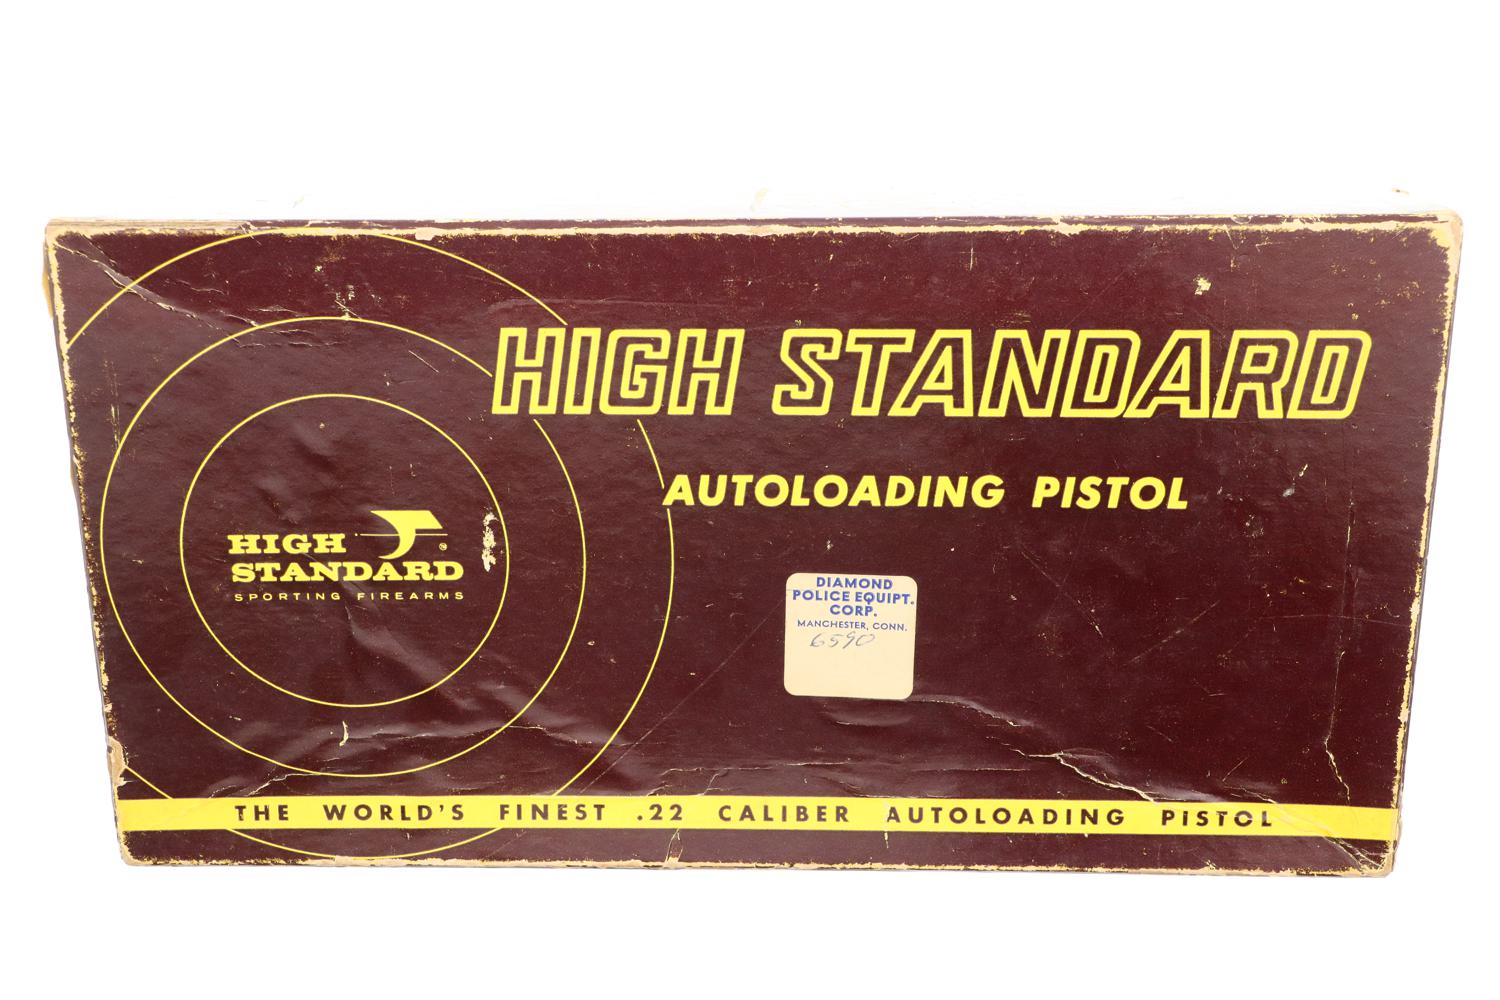 HIGH STANDARD
AUTOLOADING PISTOL
HIGH
STANDARD
SPORTING FIREARMS
DIAMOND
POLICE EQUIPT.
CORP.
MANCHESTER, CONN.
6590
THE WORLD'S FINEST .22 CALIBER AUTOLOADING PISTOL